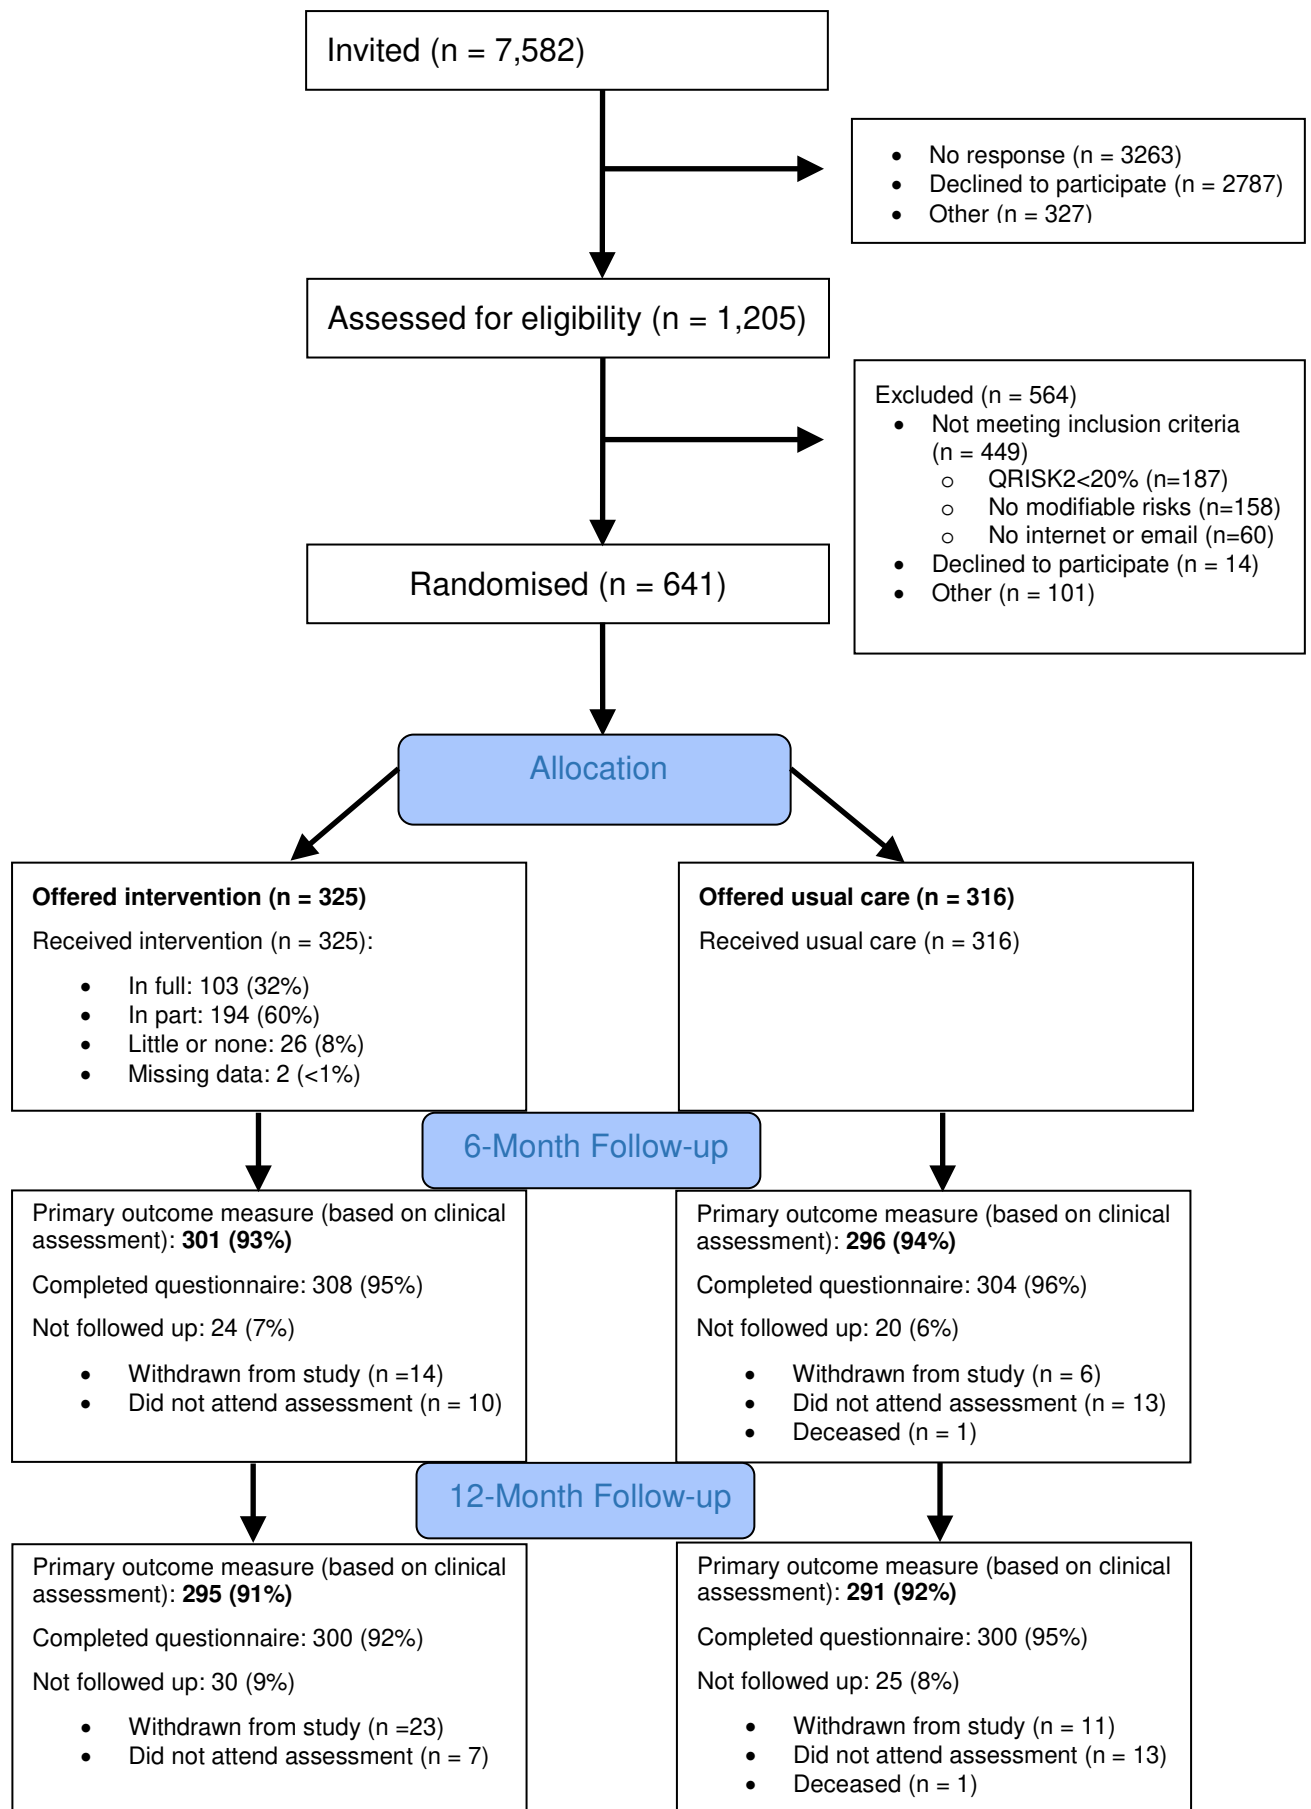 Invited (n = 7,582)
• No response (n = 3263)
• Declined to participate (n = 2787)
• Other (n = 327)
Assessed for eligibility (n = 1,205)
Excluded (n = 564)
• Not meeting inclusion criteria
(n = 449)
o QRISK2<20% (n=187)
o No modifiable risks (n=158)
o No internet or email (n=60)
• Declined to participate (n = 14)
• Other (n = 101)
Randomised (n = 641)
Allocation
Offered intervention (n = 325)
Received intervention (n = 325):
• In full: 103 (32%)
• In part: 194 (60%)
• Little or none: 26 (8%)
• Missing data: 2 (<1%)
Offered usual care (n = 316)
Received usual care (n = 316)
6-Month Follow-up
Primary outcome measure (based on clinical
assessment): 301 (93%)
Completed questionnaire: 308 (95%)
Not followed up: 24 (7%)
• Withdrawn from study (n =14)
• Did not attend assessment (n = 10)
Primary outcome measure (based on clinical
assessment): 296 (94%)
Completed questionnaire: 304 (96%)
Not followed up: 20 (6%)
• Withdrawn from study (n = 6)
• Did not attend assessment (n = 13)
• Deceased (n = 1)
12-Month Follow-up
Primary outcome measure (based on clinical
assessment): 295 (91%)
Completed questionnaire: 300 (92%)
Not followed up: 30 (9%)
• Withdrawn from study (n =23)
• Did not attend assessment (n = 7)
Primary outcome measure (based on clinical
assessment): 291 (92%)
Completed questionnaire: 300 (95%)
Not followed up: 25 (8%)
• Withdrawn from study (n = 11)
• Did not attend assessment (n = 13)
• Deceased (n = 1)